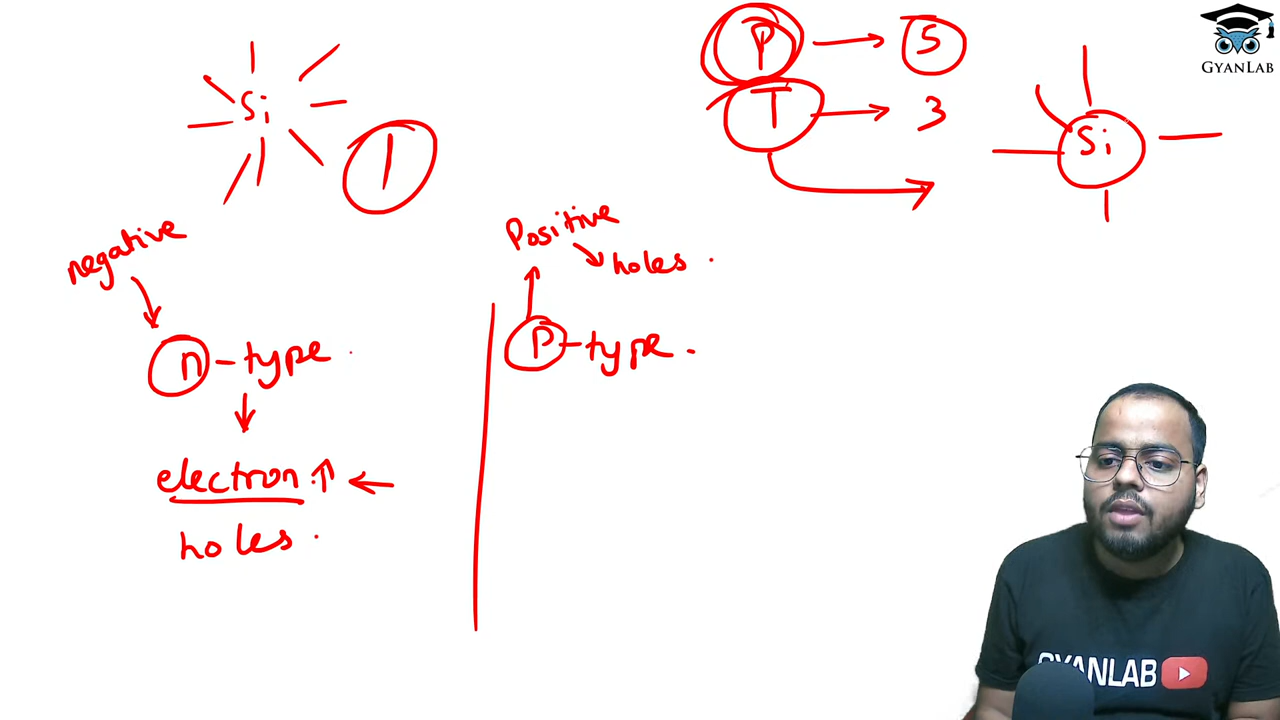 P → 5
T → 3
Si
Si
1
GYANLAB
negative
n - type
electron ↑ ←
holes
Positive
holes
P - type
GYANLAB